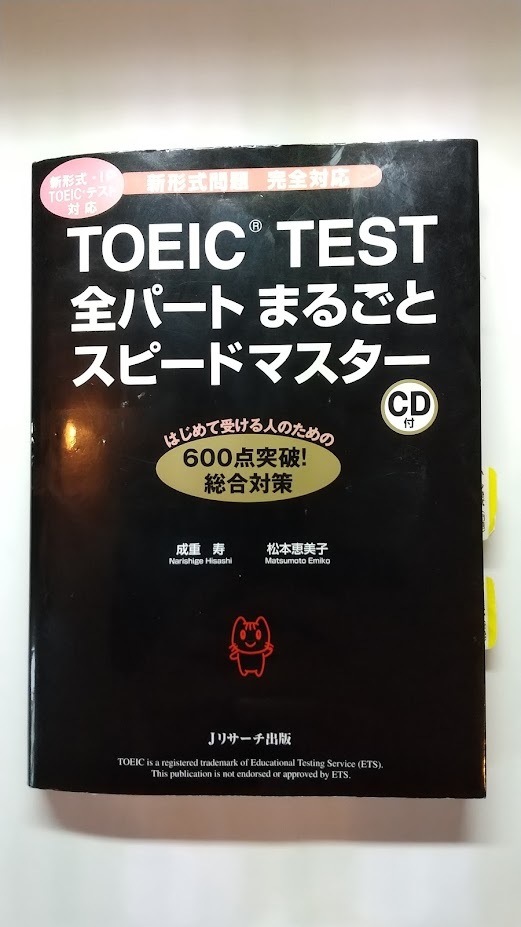 新形式・
TOEIC テスト
対応
新形式問題 完全対応
TOEIC® TEST
全パート まるごと
スピードマスター
CD
付
はじめて受ける人のための
600点突破!
総合対策
成重 寿 松本恵美子
Narishige Hisashi Matsumoto Emiko
Jリサーチ出版
TOEIC is a registered trademark of Educational Testing Service (ETS).
This publication is not endorsed or approved by ETS.